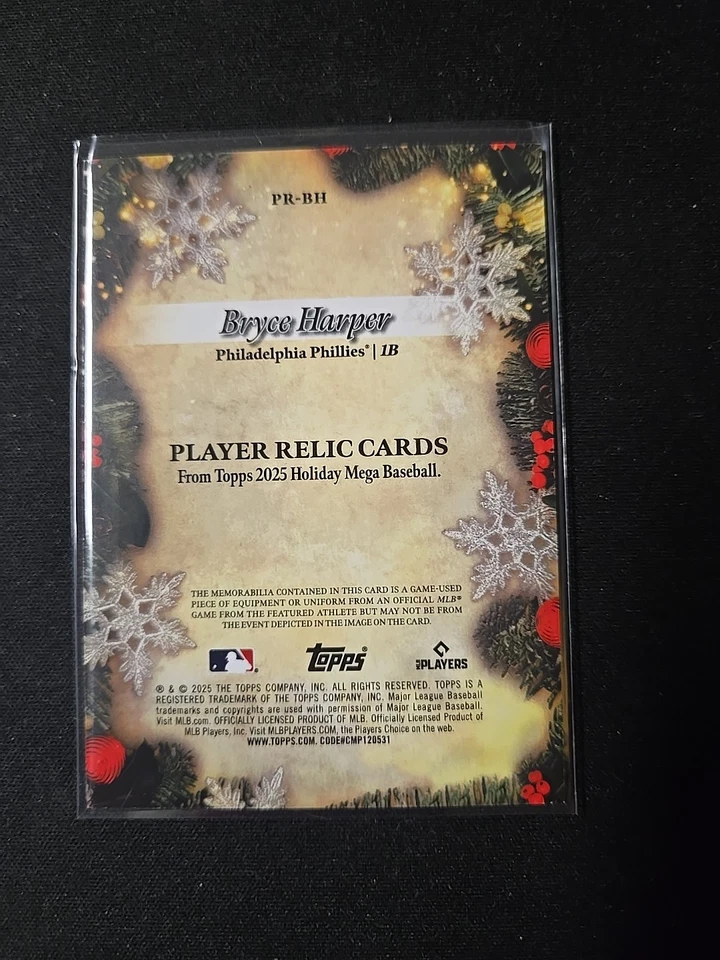 PR-BH
Bryce Harper
Philadelphia Phillies® | 1B
PLAYER RELIC CARDS
From Topps 2025 Holiday Mega Baseball.
THE MEMORABILIA CONTAINED IN THIS CARD IS A GAME-USED
PIECE OF EQUIPMENT OR UNIFORM FROM AN OFFICIAL MLB®
GAME FROM THE FEATURED ATHLETE BUT MAY NOT BE FROM
THE EVENT DEPICTED IN THE IMAGE ON THE CARD.
Topps® MLB PLAYERS
® & © 2025 THE TOPPS COMPANY, INC. ALL RIGHTS RESERVED. TOPPS IS A
REGISTERED TRADEMARK OF THE TOPPS COMPANY, INC. Major League Baseball
trademarks and copyrights are used with permission of Major League Baseball.
Visit MLB.com. OFFICIALLY LICENSED PRODUCT OF MLB. Officially Licensed Product of
MLB Players, Inc. Visit MLBPLAYERS.COM, the Players Choice on the web.
WWW.TOPPS.COM. CODE#CMP120531